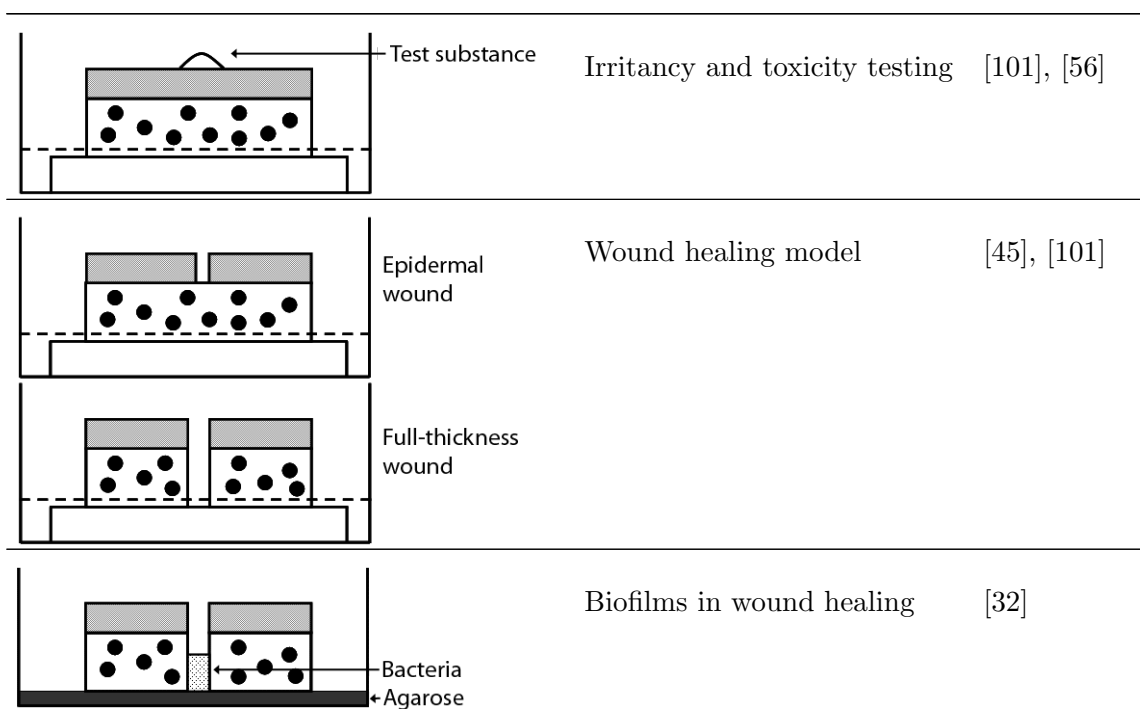 Test substance
Irritancy and toxicity testing [101], [56]
Epidermal
wound
Wound healing model [45], [101]
Full-thickness
wound
Biofilms in wound healing [32]
Bacteria
Agarose